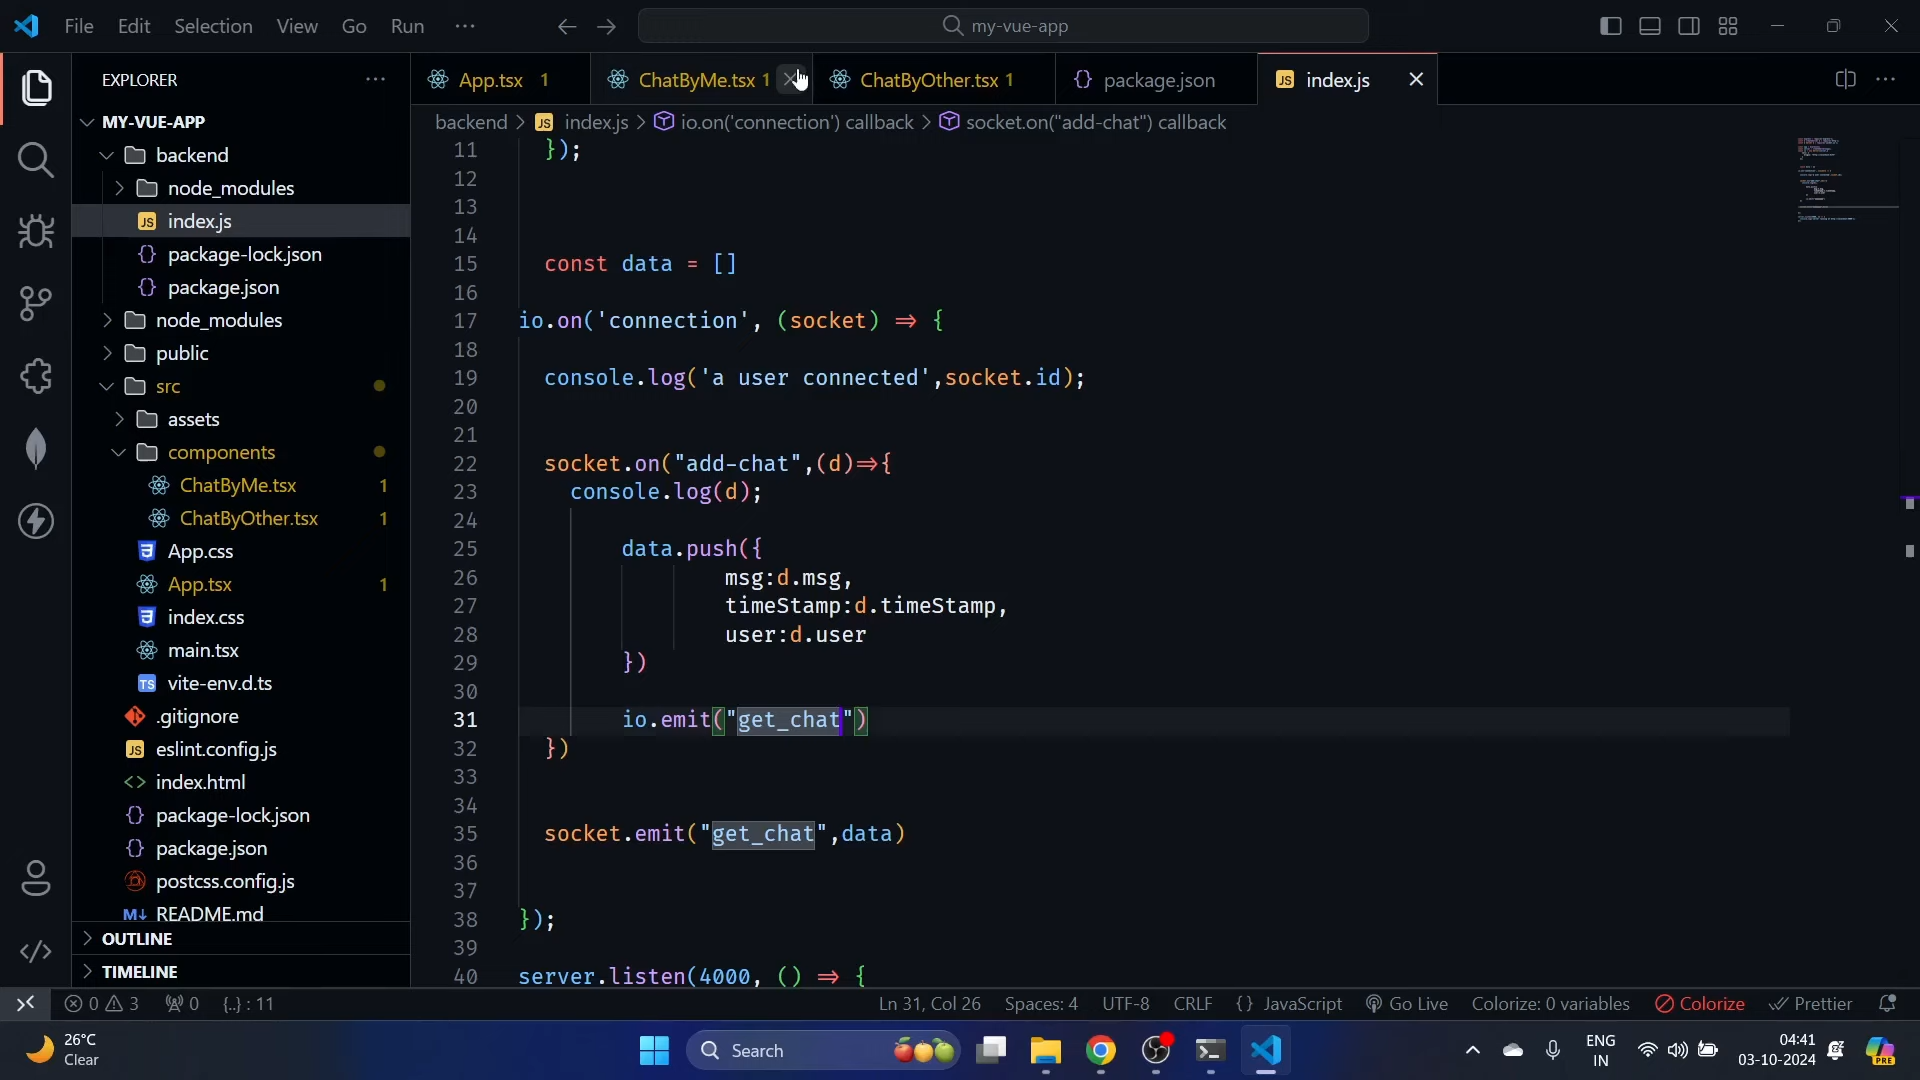 File Edit Selection View Go Run ··· my-vue-app
EXPLORER ···
MY-VUE-APP
backend
node_modules
index.js
package-lock.json
package.json
node_modules
public
src
assets
components
ChatByMe.tsx 1
ChatByOther.tsx 1
App.css
App.tsx 1
index.css
main.tsx
vite-env.d.ts
.gitignore
eslint.config.js
index.html
package-lock.json
package.json
postcss.config.js
README.md
OUTLINE
TIMELINE
App.tsx 1 ChatByMe.tsx 1 ChatByOther.tsx 1 package.json index.js
backend > index.js > io.on('connection') callback > socket.on("add-chat") callback
11 });
12
13
14
15 const data = []
16
17 io.on('connection', (socket) => {
18
19 console.log('a user connected',socket.id);
20
21
22 socket.on("add-chat",(d)=>{
23 console.log(d);
24
25 data.push({
26 msg:d.msg,
27 timeStamp:d.timeStamp,
28 user:d.user
29 })
30
31 io.emit("get_chat")
32 })
33
34
35 socket.emit("get_chat",data)
36
37
38 });
39
40 server.listen(4000, () => {
0 3 0 {..} : 11 Ln 31, Col 26 Spaces: 4 UTF-8 CRLF {} JavaScript Go Live Colorize: 0 variables Colorize Prettier
26°C
Clear
Search
ENG
IN
04:41
03-10-2024
PRE